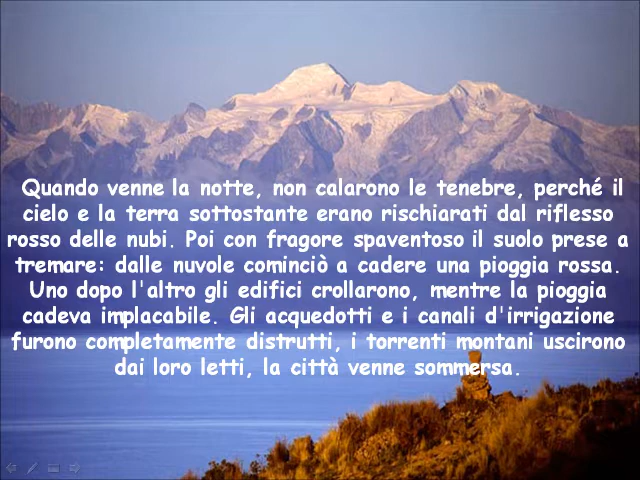 Quando venne la notte, non calarono le tenebre, perché il
cielo e la terra sottostante erano rischiarati dal riflesso
rosso delle nubi. Poi con fragore spaventoso il suolo prese a
tremare: dalle nuvole cominciò a cadere una pioggia rossa.
Uno dopo l'altro gli edifici crollarono, mentre la pioggia
cadeva implacabile. Gli acquedotti e i canali d'irrigazione
furono completamente distrutti, i torrenti montani uscirono
dai loro letti, la città venne sommersa.